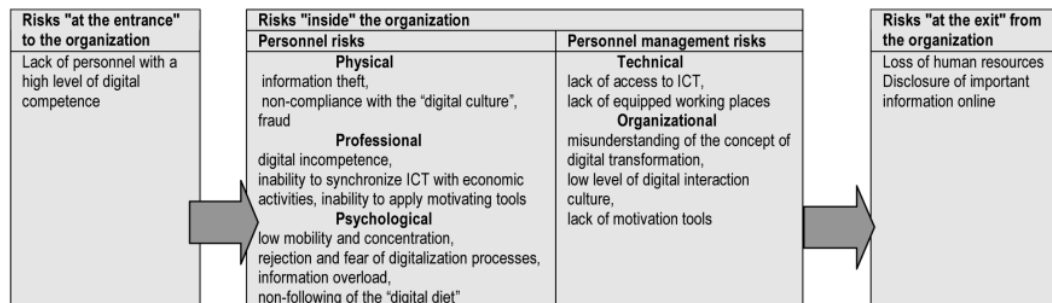 Risks "at the entrance"
to the organization
Lack of personnel with a
high level of digital
competence
Risks "inside" the organization
Personnel risks
Physical
information theft,
non-compliance with the “digital culture”,
fraud
Professional
digital incompetence,
inability to synchronize ICT with economic
activities, inability to apply motivating tools
Psychological
low mobility and concentration,
rejection and fear of digitalization processes,
information overload,
non-following of the “digital diet”
Personnel management risks
Technical
lack of access to ICT,
lack of equipped working places
Organizational
misunderstanding of the concept of
digital transformation,
low level of digital interaction
culture,
lack of motivation tools
Risks "at the exit" from
the organization
Loss of human resources
Disclosure of important
information online